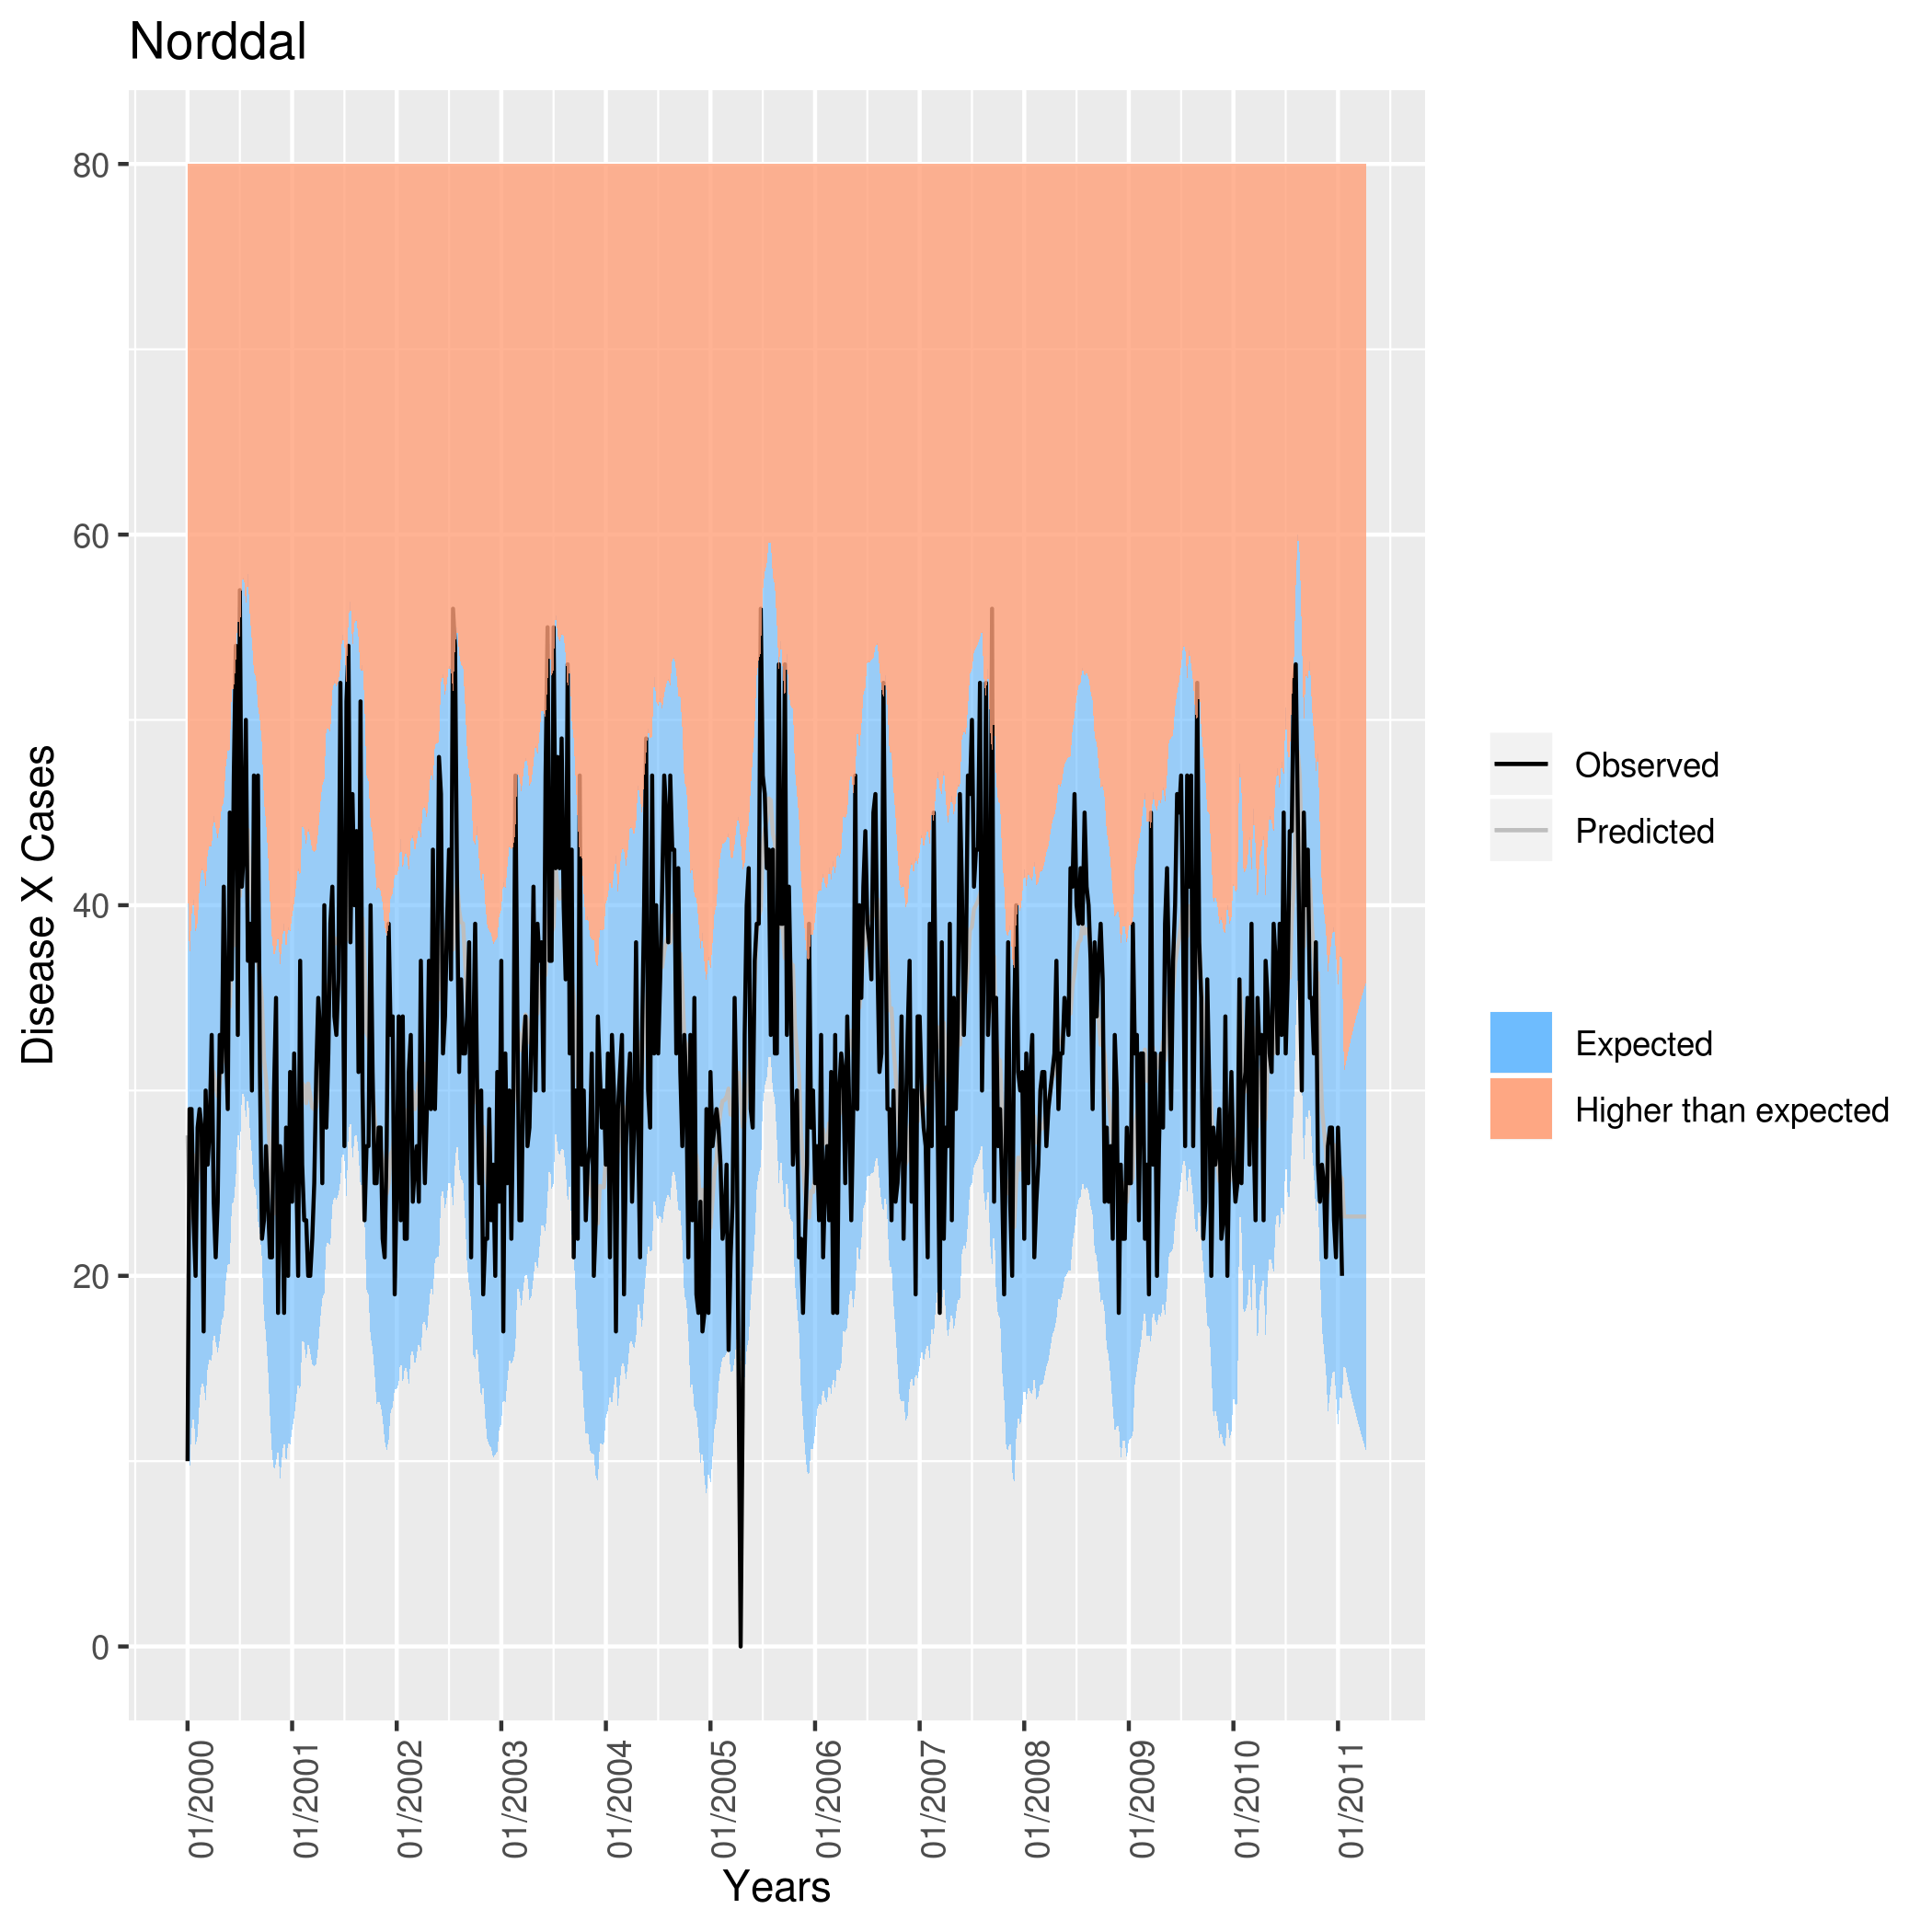 Norddal
Disease X Cases
80
60
40
20
0
01/2000
01/2001
01/2002
01/2003
01/2004
01/2005
01/2006
01/2007
01/2008
01/2009
01/2010
01/2011
Years
Observed
Predicted
Expected
Higher than expected